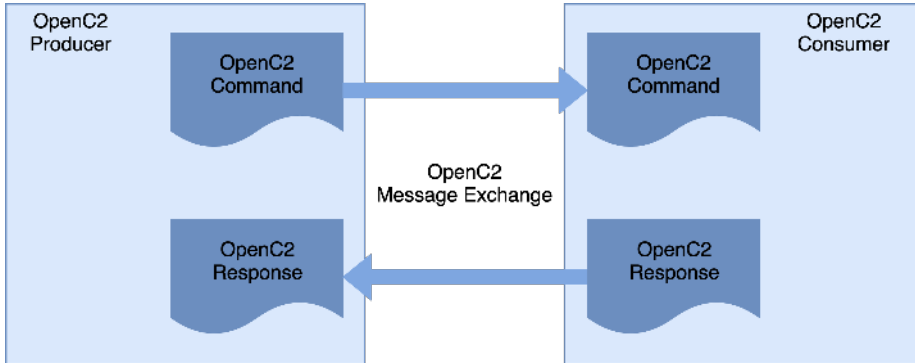 OpenC2
Producer
OpenC2
Command
OpenC2
Consumer
OpenC2
Command
OpenC2
Message Exchange
OpenC2
Response
OpenC2
Response